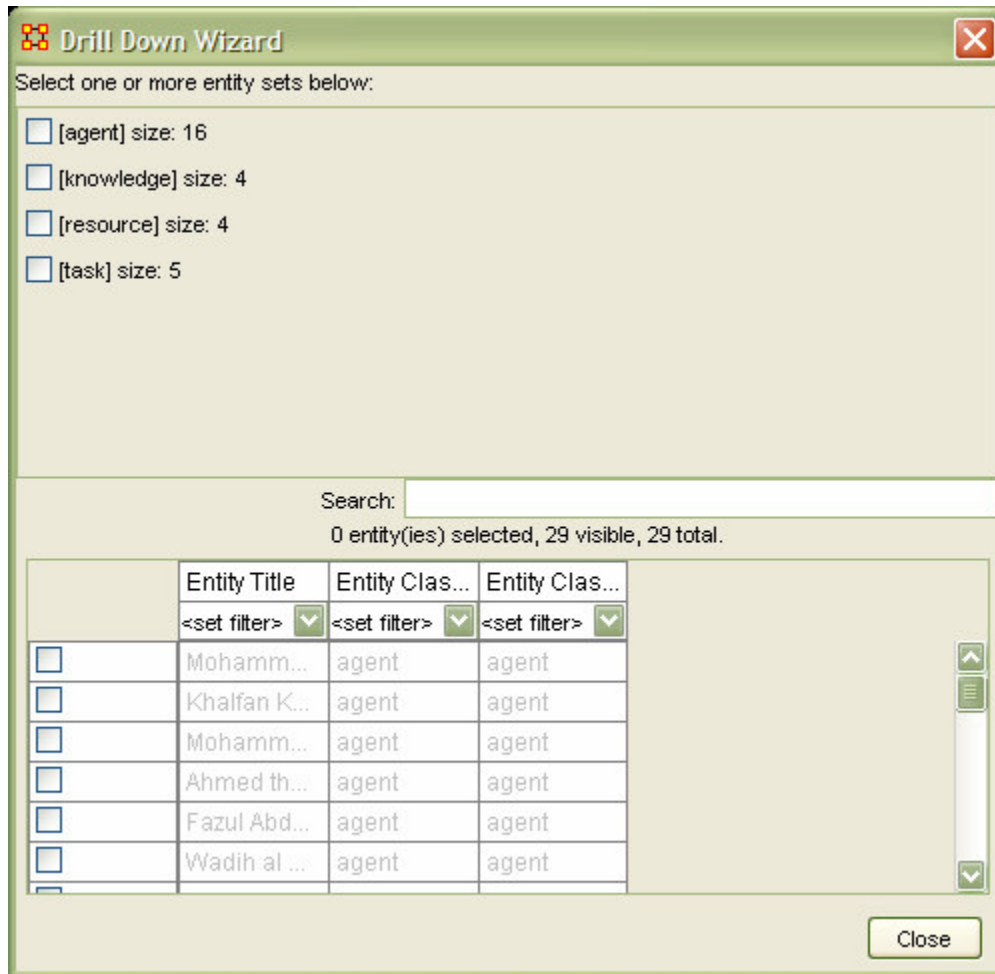 Drill Down Wizard
Select one or more entity sets below:
[agent] size: 16
[knowledge] size: 4
[resource] size: 4
[task] size: 5
Search:
0 entity(ies) selected, 29 visible, 29 total.
Entity Title Entity Clas... Entity Clas...
<set filter> <set filter> <set filter>
Mohamm... agent agent
Khalfan K... agent agent
Mohamm... agent agent
Ahmed th... agent agent
Fazul Abd... agent agent
Wadih al ... agent agent
Close